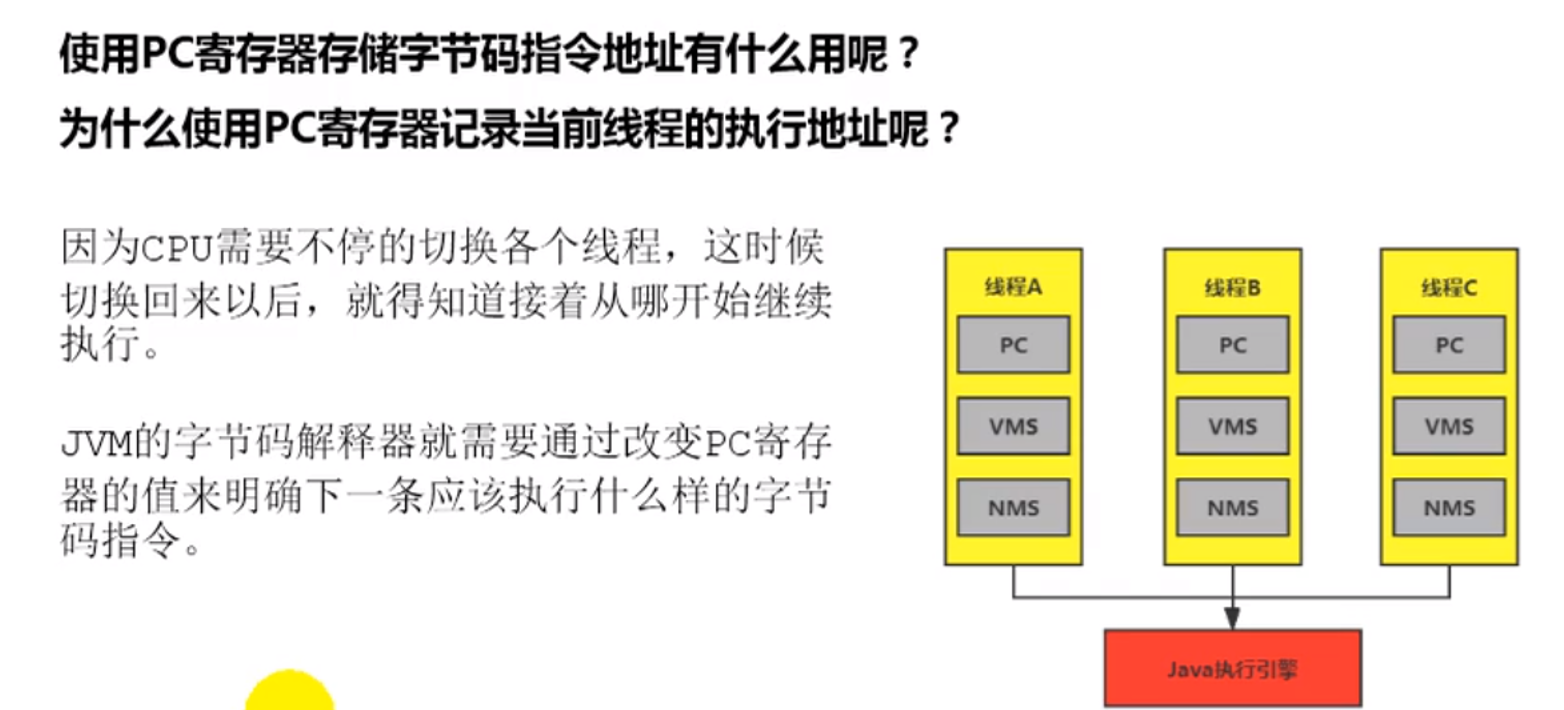 使用PC寄存器存储字节码指令地址有什么用呢？
为什么使用PC寄存器记录当前线程的执行地址呢？
因为CPU需要不停的切换各个线程，这时候
切换回来以后，就得知道接着从哪开始继续
执行。
JVM的字节码解释器就需要通过改变PC寄存
器的值来明确下一条应该执行什么样的字节
码指令。
线程A
PC
VMS
NMS
线程B
PC
VMS
NMS
线程C
PC
VMS
NMS
Java执行引擎